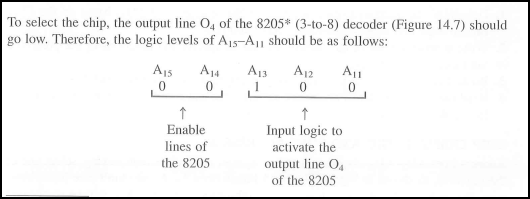 To select the chip, the output line O₄ of the 8205* (3-to-8) decoder (Figure 14.7) should
go low. Therefore, the logic levels of A₁₅–A₁₁ should be as follows:
A₁₅ A₁₄ A₁₃ A₁₂ A₁₁
0 0 1 0 0
↑ ↑
Enable Input logic to
lines of activate the
the 8205 output line O₄
of the 8205